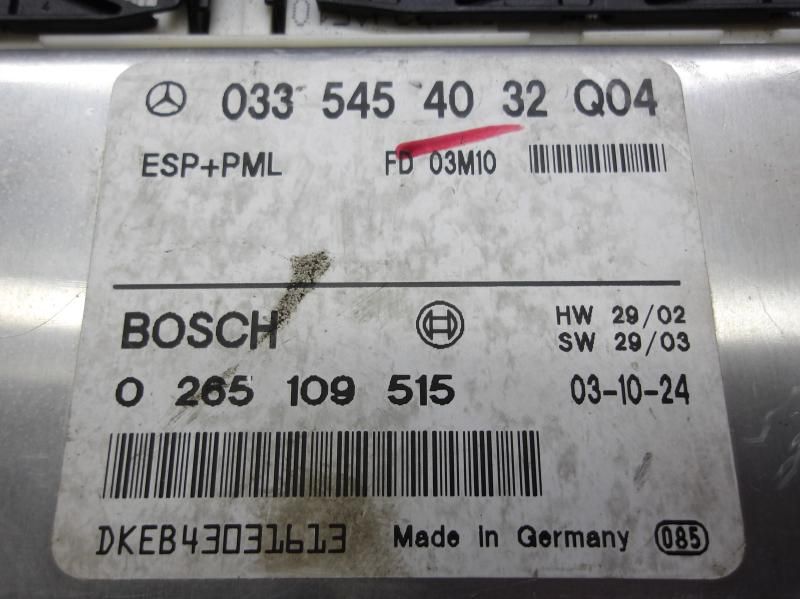 033 545 40 32 Q04
ESP+PML FD 03M10
BOSCH HW 29/02
SW 29/03
0 265 109 515 03-10-24
DKEB43031613 Made in Germany 085